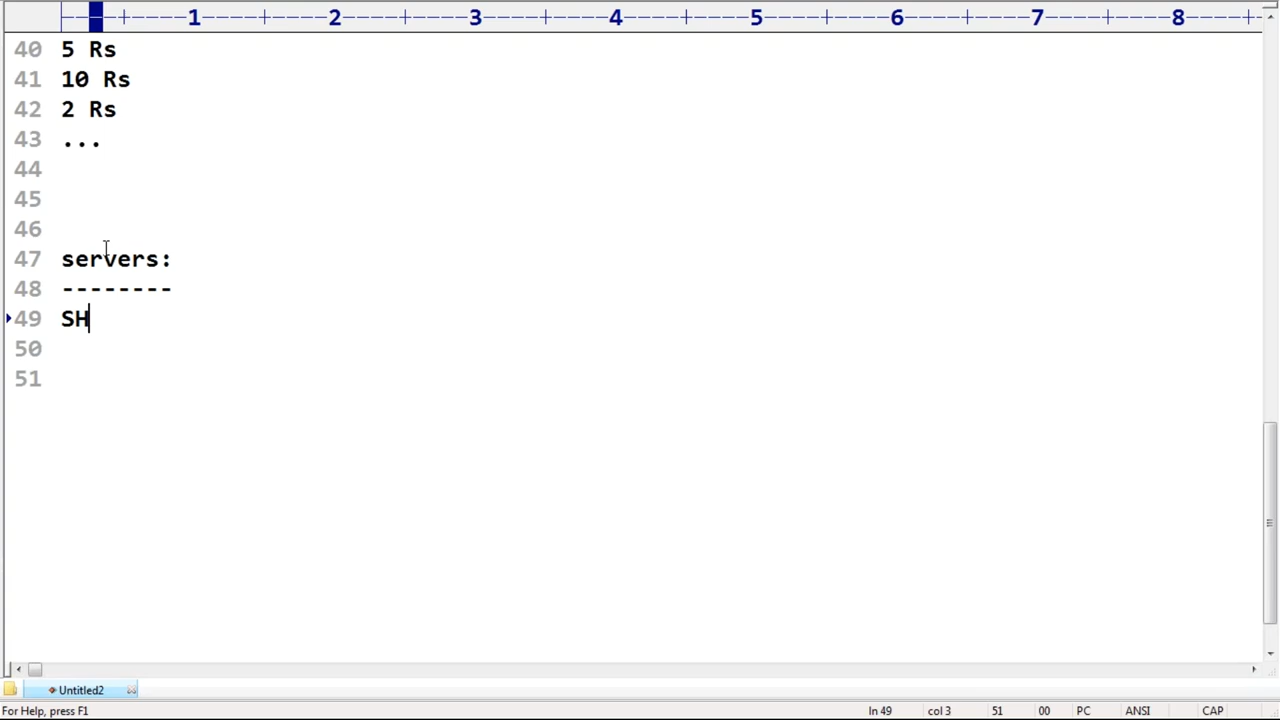 1 2 3 4 5 6 7 8
40 5 Rs
41 10 Rs
42 2 Rs
43 ...
44
45
46
47 servers:
48 --------
49 SH
50
51
Untitled2
For Help, press F1 ln 49 col 3 51 00 PC ANSI CAP